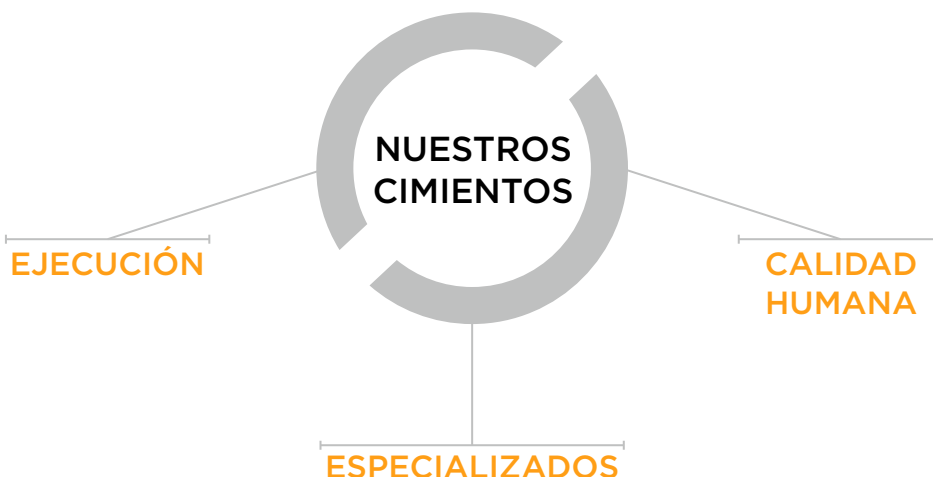 NUESTROS
CIMIENTOS
EJECUCIÓN
CALIDAD
HUMANA
ESPECIALIZADOS